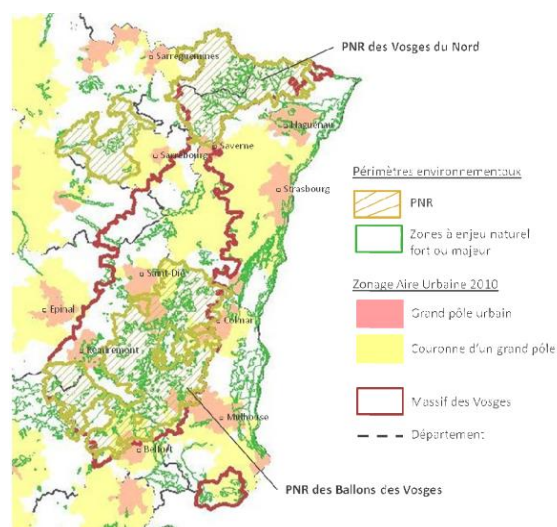 PNR des Vosges du Nord
Sarreguemines
Haguenau
Saverne
Sarrebourg
Strasbourg
Saint-Dié
Epinal
Colmar
Remiremont
Mulhouse
Belfort
PNR des Ballons des Vosges
Périmètres environnementaux
PNR
Zones à enjeu naturel
fort ou majeur
Zonage Aire Urbaine 2010
Grand pôle urbain
Couronne d'un grand pôle
Massif des Vosges
Département